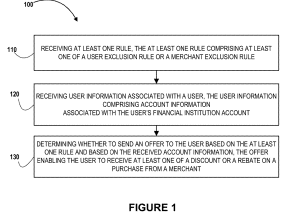 100
110
RECEIVING AT LEAST ONE RULE, THE AT LEAST ONE RULE COMPRISING AT LEAST
ONE OF A USER EXCLUSION RULE OR A MERCHANT EXCLUSION RULE
120
RECEIVING USER INFORMATION ASSOCIATED WITH A USER, THE USER INFORMATION
COMPRISING ACCOUNT INFORMATION
ASSOCIATED WITH THE USER'S FINANCIAL INSTITUTION ACCOUNT
130
DETERMINING WHETHER TO SEND AN OFFER TO THE USER BASED ON THE AT LEAST
ONE RULE AND BASED ON THE RECEIVED ACCOUNT INFORMATION, THE OFFER
ENABLING THE USER TO RECEIVE AT LEAST ONE OF A DISCOUNT OR A REBATE ON A
PURCHASE FROM A MERCHANT
FIGURE 1